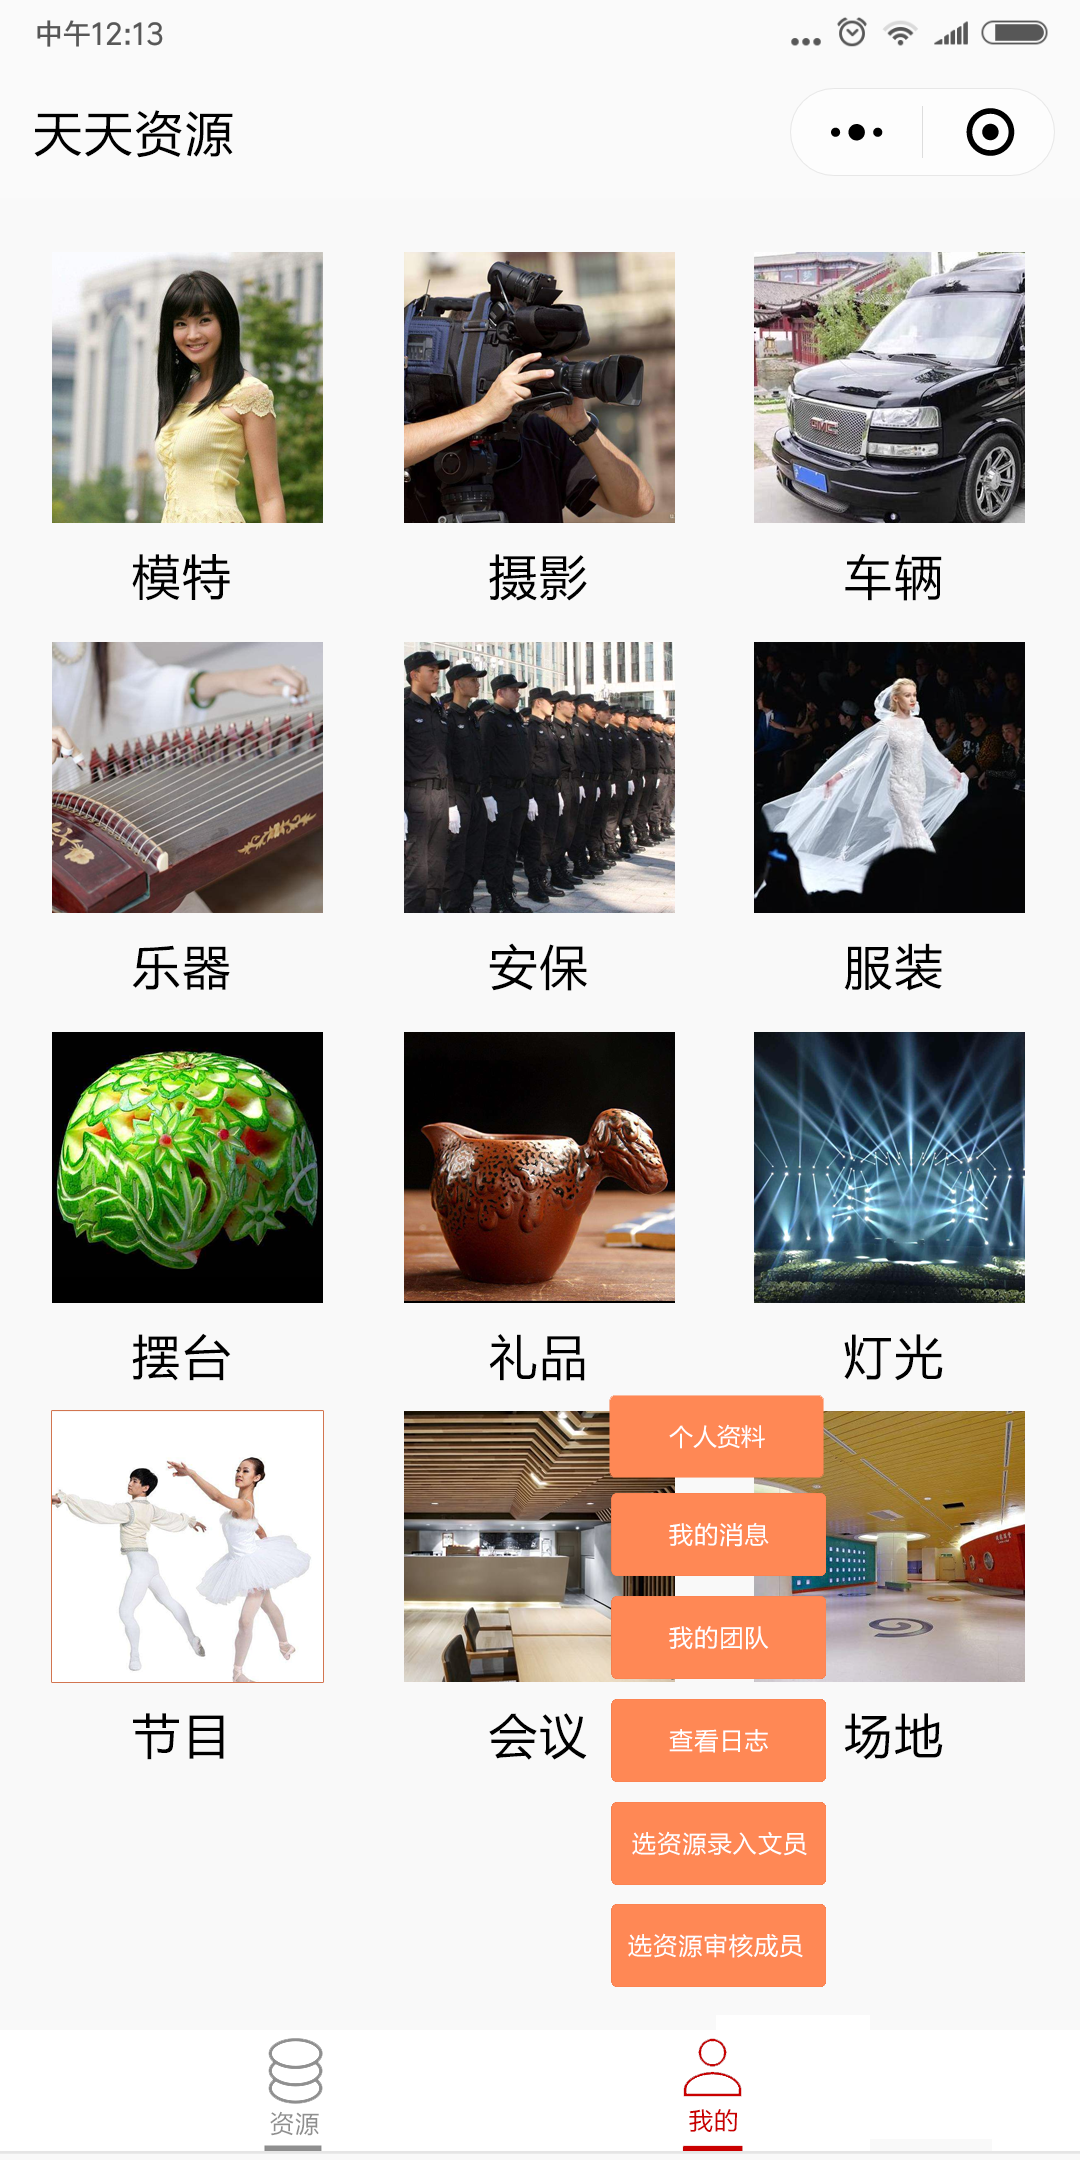 中午12:13
天天资源
模特
摄影
GMC
车辆
乐器
安保
服装
摆台
礼品
灯光
个人资料
我的消息
我的团队
节目
会议
查看日志
场地
选资源录入文员
选资源审核成员
资源
我的